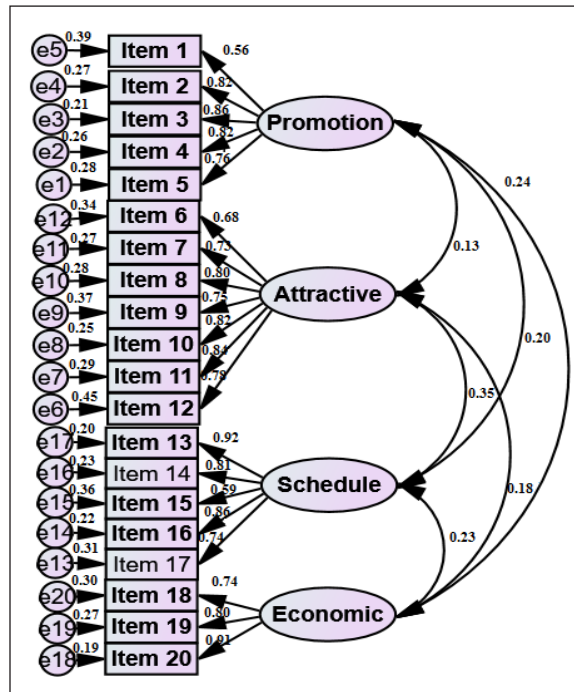 e5 0.39 Item 1 0.56
e4 0.27 Item 2 0.82
e3 0.21 Item 3 0.86 Promotion
e2 0.26 Item 4 0.82
e1 0.28 Item 5 0.76
0.24
0.13
e12 0.34 Item 6 0.68
e11 0.27 Item 7 0.73
e10 0.28 Item 8 0.80 Attractive
e9 0.37 Item 9 0.75
e8 0.25 Item 10 0.82
e7 0.29 Item 11 0.84
e6 0.45 Item 12 0.78
0.20
0.35
e17 0.20 Item 13 0.92
e16 0.23 Item 14 0.81
e15 0.36 Item 15 0.59 Schedule
e14 0.22 Item 16 0.86
e13 0.31 Item 17 0.74
0.18
0.23
e20 0.30 Item 18 0.74
e19 0.27 Item 19 0.80 Economic
e18 0.19 Item 20 0.91